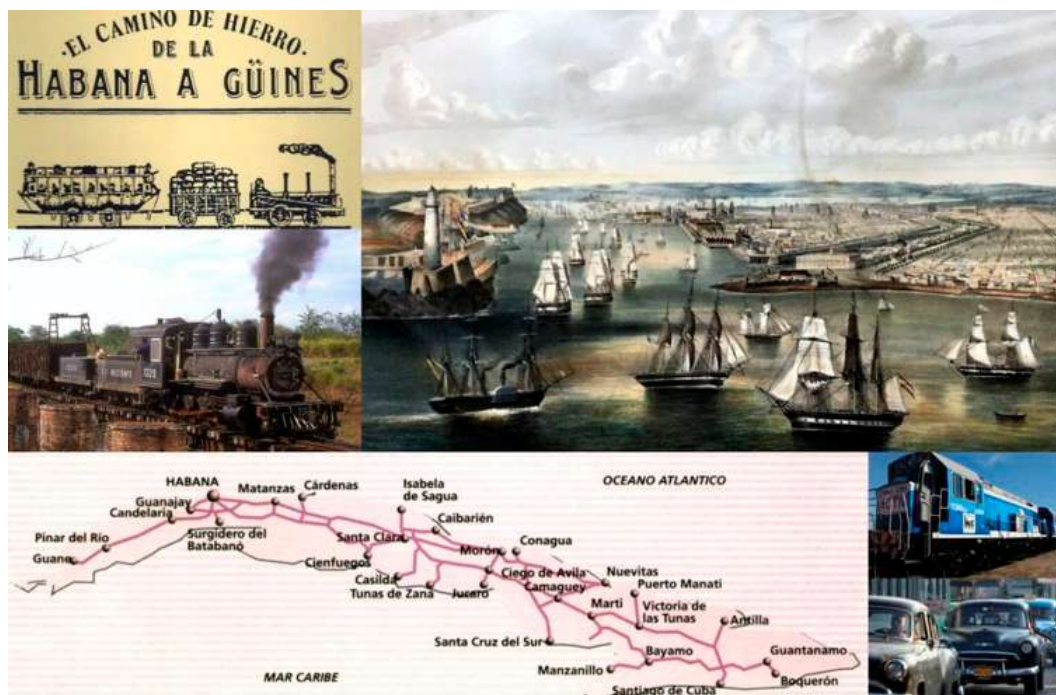 ·EL CAMINO DE HIERRO·
DE LA
HABANA A GÜINES
HABANA
Guanajay
Candelaria
Pinar del Río
Guane
Surgidero del
Batabanó
Matanzas
Cárdenas
Isabela
de Sagua
Caibarién
Santa Clara
Cienfuegos
Casilda
Tunas de Zana
Jucaro
Morón
Conagua
Ciego de Avila
Camaguey
Nuevitas
Puerto Manatí
Marti
Victoria de
las Tunas
Antilla
Santa Cruz del Sur
Bayamo
Manzanillo
Guantanamo
Boquerón
Santiago de Cuba
OCEANO ATLANTICO
MAR CARIBE